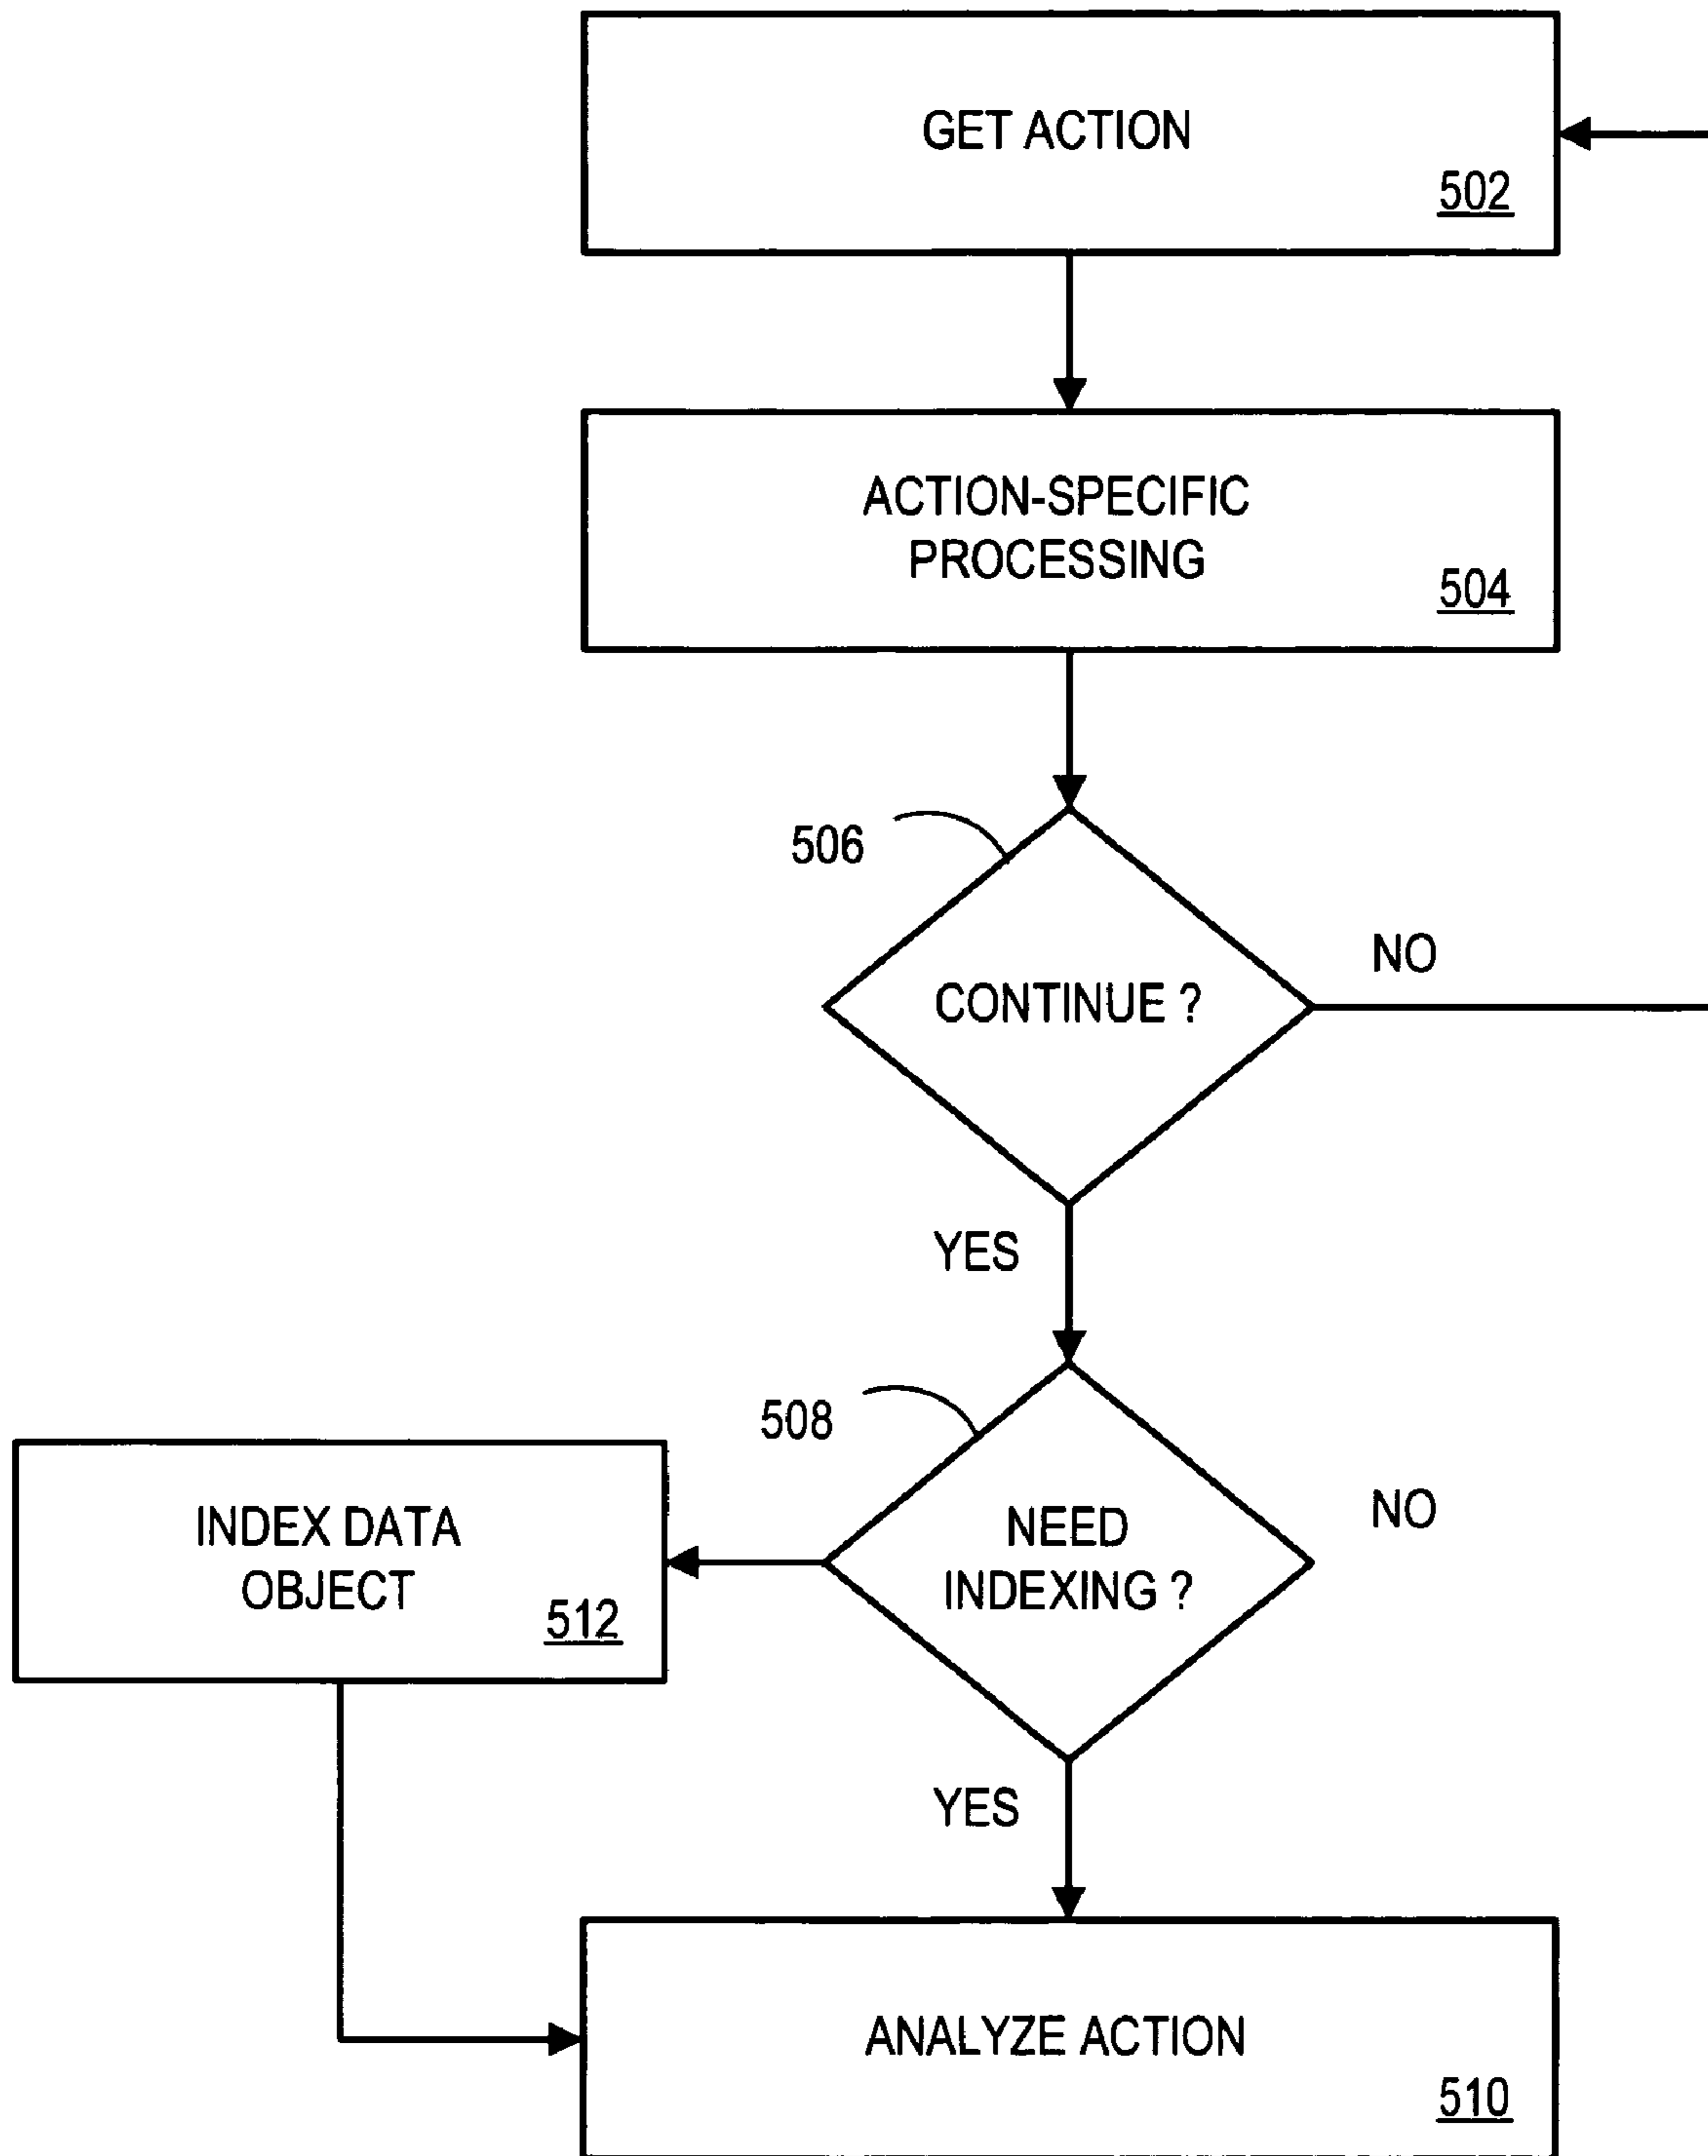 GET ACTION
502
ACTION-SPECIFIC
PROCESSING
504
506
CONTINUE ?
NO
YES
508
NEED
INDEXING ?
NO
INDEX DATA
OBJECT
512
YES
ANALYZE ACTION
510